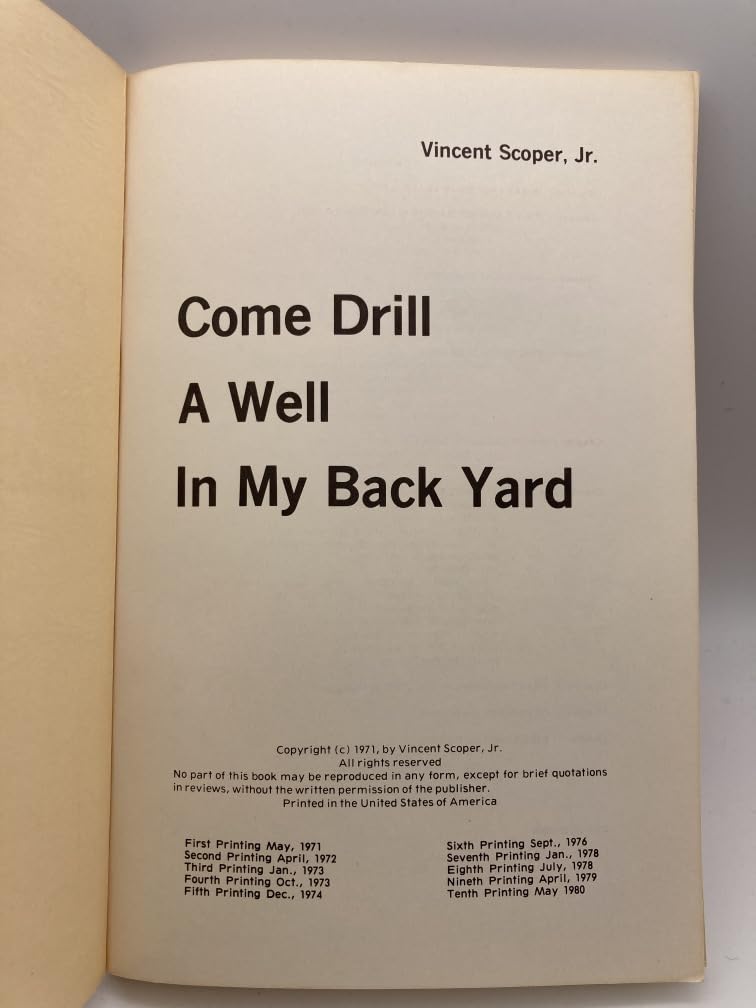 Vincent Scoper, Jr.
Come Drill
A Well
In My Back Yard
Copyright (c) 1971, by Vincent Scoper, Jr.
All rights reserved
No part of this book may be reproduced in any form, except for brief quotations
in reviews, without the written permission of the publisher.
Printed in the United States of America
First Printing May, 1971
Second Printing April, 1972
Third Printing Jan., 1973
Fourth Printing Oct., 1973
Fifth Printing Dec., 1974
Sixth Printing Sept., 1976
Seventh Printing Jan., 1978
Eighth Printing July, 1978
Nineth Printing April, 1979
Tenth Printing May 1980